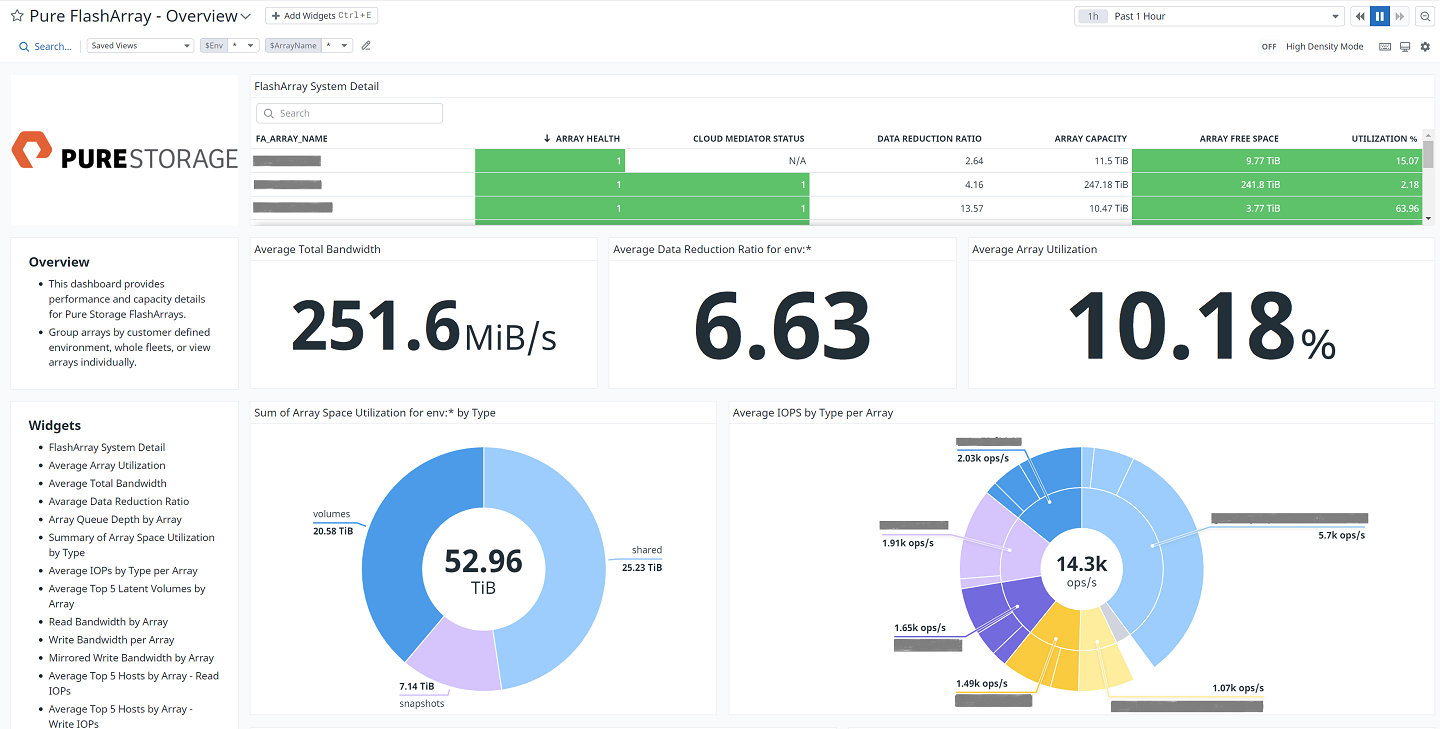 Pure FlashArray - Overview
+ Add Widgets Ctrl+E
1h Past 1 Hour
Search...
Saved Views
$Env *
$ArrayName *
OFF High Density Mode
PURESTORAGE
FlashArray System Detail
Search
FA_ARRAY_NAME ↓ ARRAY HEALTH CLOUD MEDIATOR STATUS DATA REDUCTION RATIO ARRAY CAPACITY ARRAY FREE SPACE UTILIZATION %
1 N/A 2.64 11.5 TiB 9.77 TiB 15.07
1 1 4.16 247.18 TiB 241.8 TiB 2.18
1 1 13.57 10.47 TiB 3.77 TiB 63.96
Overview
• This dashboard provides
performance and capacity details
for Pure Storage FlashArrays.
• Group arrays by customer defined
environment, whole fleets, or view
arrays individually.
Average Total Bandwidth
251.6 MiB/s
Average Data Reduction Ratio for env:*
6.63
Average Array Utilization
10.18 %
Widgets
• FlashArray System Detail
• Average Array Utilization
• Average Total Bandwidth
• Avarage Data Reduction Ratio
• Array Queue Depth by Array
• Summary of Array Space Utilization
by Type
• Average IOPs by Type per Array
• Average Top 5 Latent Volumes by
Array
• Read Bandwidth by Array
• Write Bandwidth per Array
• Mirrored Write Bandwidth by Array
• Average Top 5 Hosts by Array - Read
IOPs
• Average Top 5 Hosts by Array -
Write IOPs
Sum of Array Space Utilization for env:* by Type
volumes
20.58 TiB
52.96
TiB
shared
25.23 TiB
7.14 TiB
snapshots
Average IOPS by Type per Array
2.03k ops/s
5.7k ops/s
1.91k ops/s
14.3k
ops/s
1.65k ops/s
1.49k ops/s
1.07k ops/s